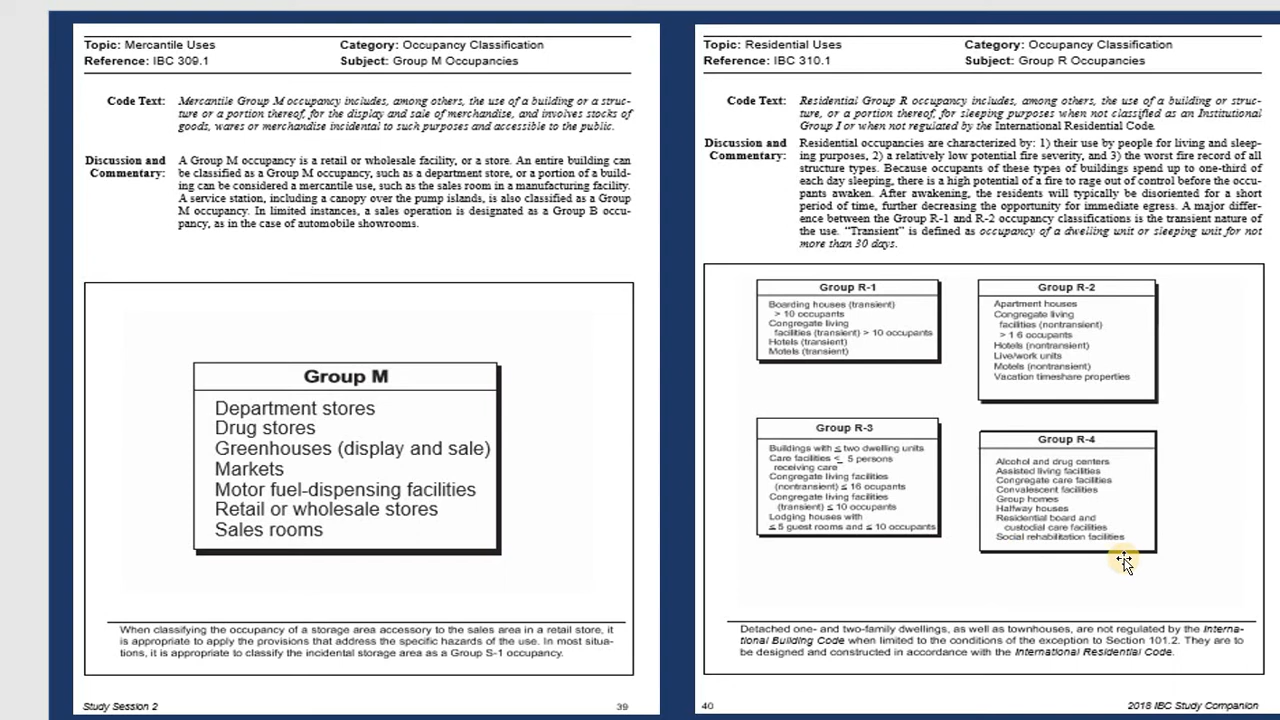 Topic: Mercantile Uses
Category: Occupancy Classification
Reference: IBC 309.1
Subject: Group M Occupancies
Code Text: Mercantile Group M occupancy includes, among others, the use of a building or a struc-
ture or a portion thereof, for the display and sale of merchandise, and involves stocks of
goods, wares or merchandise incidental to such purposes and accessible to the public.
Discussion and A Group M occupancy is a retail or wholesale facility, or a store. An entire building can
Commentary: be classified as a Group M occupancy, such as a department store, or a portion of a build-
ing can be considered a mercantile use, such as the sales room in a manufacturing facility.
A service station, including a canopy over the pump islands, is also classified as a Group
M occupancy. In limited instances, a sales operation is designated as a Group B occu-
pancy, as in the case of automobile showrooms.
Group M
Department stores
Drug stores
Greenhouses (display and sale)
Markets
Motor fuel-dispensing facilities
Retail or wholesale stores
Sales rooms
When classifying the occupancy of a storage area accessory to the sales area in a retail store, it
is appropriate to apply the provisions that address the specific hazards of the use. In most situa-
tions, it is appropriate to classify the incidental storage area as a Group S-1 occupancy.
Study Session 2
39
Topic: Residential Uses
Category: Occupancy Classification
Reference: IBC 310.1
Subject: Group R Occupancies
Code Text: Residential Group R occupancy includes, among others, the use of a building or struc-
ture, or a portion thereof, for sleeping purposes when not classified as an Institutional
Group I or when not regulated by the International Residential Code.
Discussion and Residential occupancies are characterized by: 1) their use by people for living and sleep-
Commentary: ing purposes, 2) a relatively low potential fire severity, and 3) the worst fire record of all
structure types. Because occupants of these types of buildings spend up to one-third of
each day sleeping, there is a high potential of a fire to rage out of control before the occu-
pants awaken. After awakening, the residents will typically be disoriented for a short
period of time, further decreasing the opportunity for immediate egress. A major differ-
ence between the Group R-1 and R-2 occupancy classifications is the transient nature of
the use. “Transient” is defined as occupancy of a dwelling unit or sleeping unit for not
more than 30 days.
Group R-1
Boarding houses (transient)
> 10 occupants
Congregate living
facilities (transient) > 10 occupants
Hotels (transient)
Motels (transient)
Group R-2
Apartment houses
Congregate living
facilities (nontransient)
> 1 6 occupants
Hotels (nontransient)
Live/work units
Motels (nontransient)
Vacation timeshare properties
Group R-3
Buildings with ≤ two dwelling units
Care facilities ≤ 5 persons
receiving care
Congregate living facilities
(nontransient) ≤ 16 ocupants
Congregate living facilities
(transient) ≤ 10 occupants
Lodging houses with
≤ 5 guest rooms and ≤ 10 occupants
Group R-4
Alcohol and drug centers
Assisted living facilities
Congregate care facilities
Convalescent facilities
Group homes
Halfway houses
Residential board and
custodial care facilities
Social rehabilitation facilities
Detached one- and two-family dwellings, as well as townhouses, are not regulated by the Interna-
tional Building Code when limited to the conditions of the exception to Section 101.2. They are to
be designed and constructed in accordance with the International Residential Code.
40
2018 IBC Study Companion